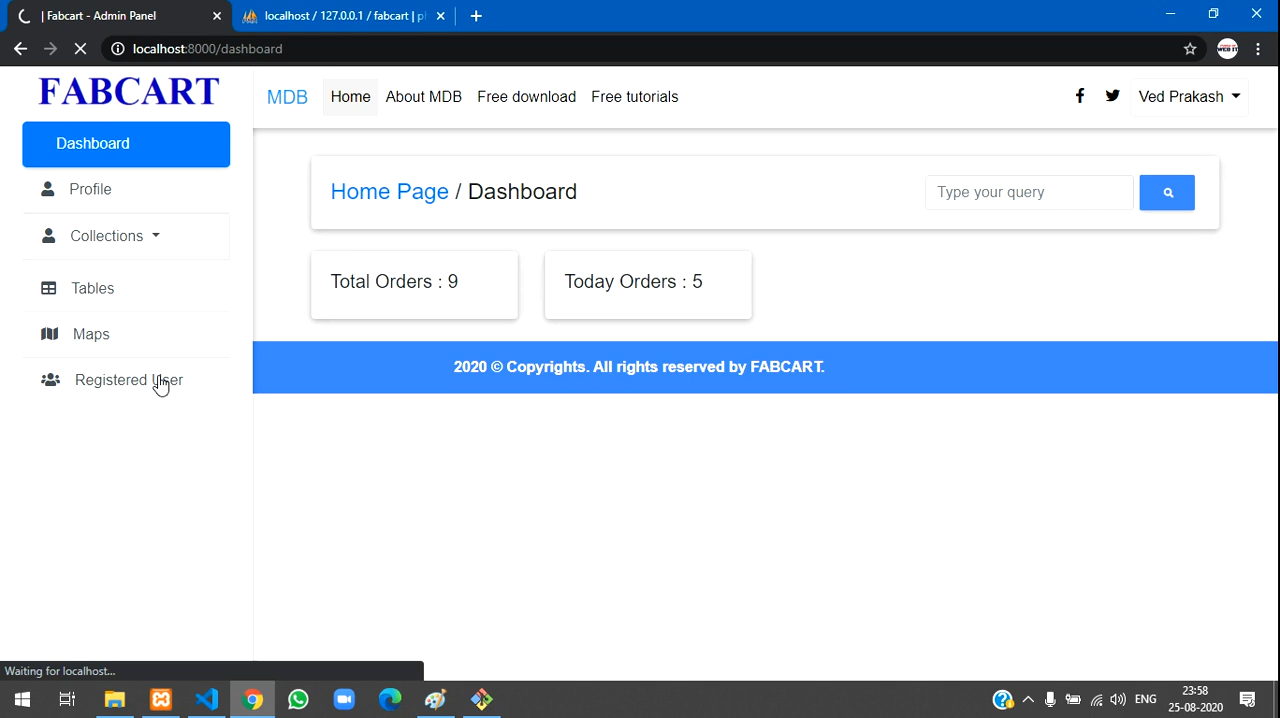 | Fabcart - Admin Panel
localhost / 127.0.0.1 / fabcart |
localhost:8000/dashboard
FABCART
MDB
Home
About MDB
Free download
Free tutorials
Ved Prakash
Dashboard
Profile
Collections
Tables
Maps
Registered User
Home Page / Dashboard
Type your query
Total Orders : 9
Today Orders : 5
2020 © Copyrights. All rights reserved by FABCART.
Waiting for localhost...
ENG
23:58
25-08-2020